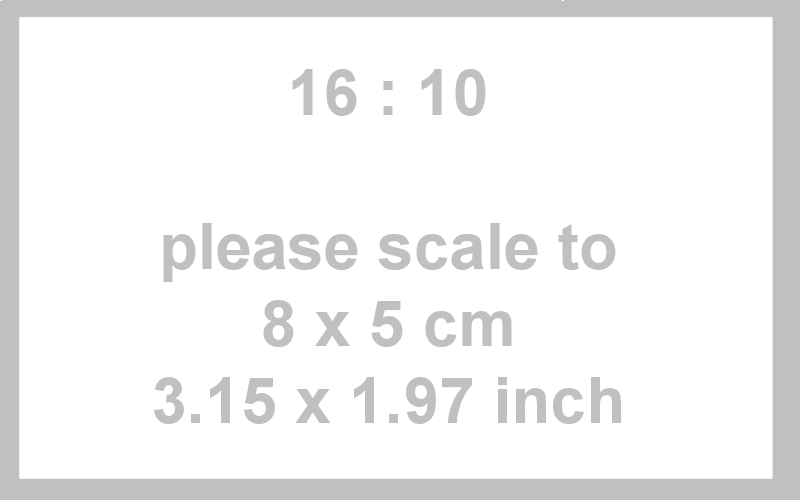 16 : 10
please scale to
8 x 5 cm
3.15 x 1.97 inch